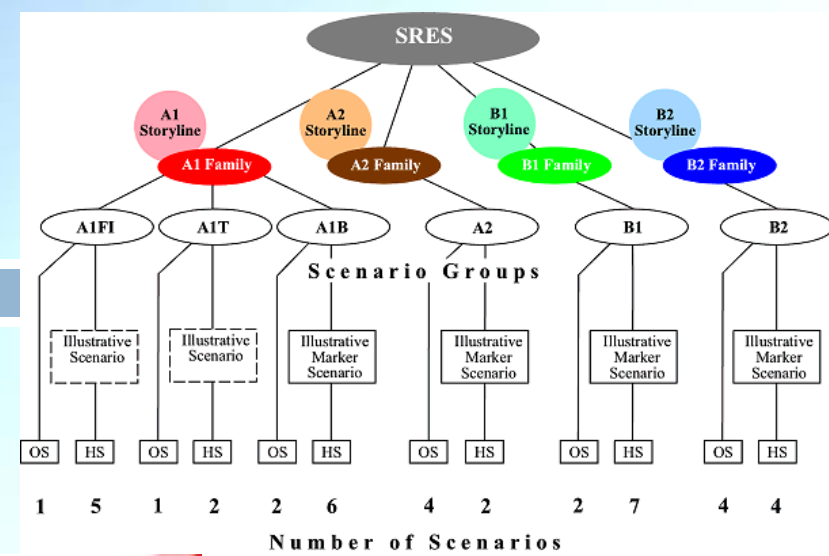 SRES
A1
Storyline
A2
Storyline
B1
Storyline
B2
Storyline
A1 Family
A2 Family
B1 Family
B2 Family
A1FI
A1T
A1B
A2
B1
B2
Scenario Groups
Illustrative
Scenario
Illustrative
Scenario
Illustrative
Marker
Scenario
Illustrative
Marker
Scenario
Illustrative
Marker
Scenario
Illustrative
Marker
Scenario
OS HS OS HS OS HS OS HS OS HS OS HS
1 5 1 2 2 6 4 2 2 7 4 4
Number of Scenarios